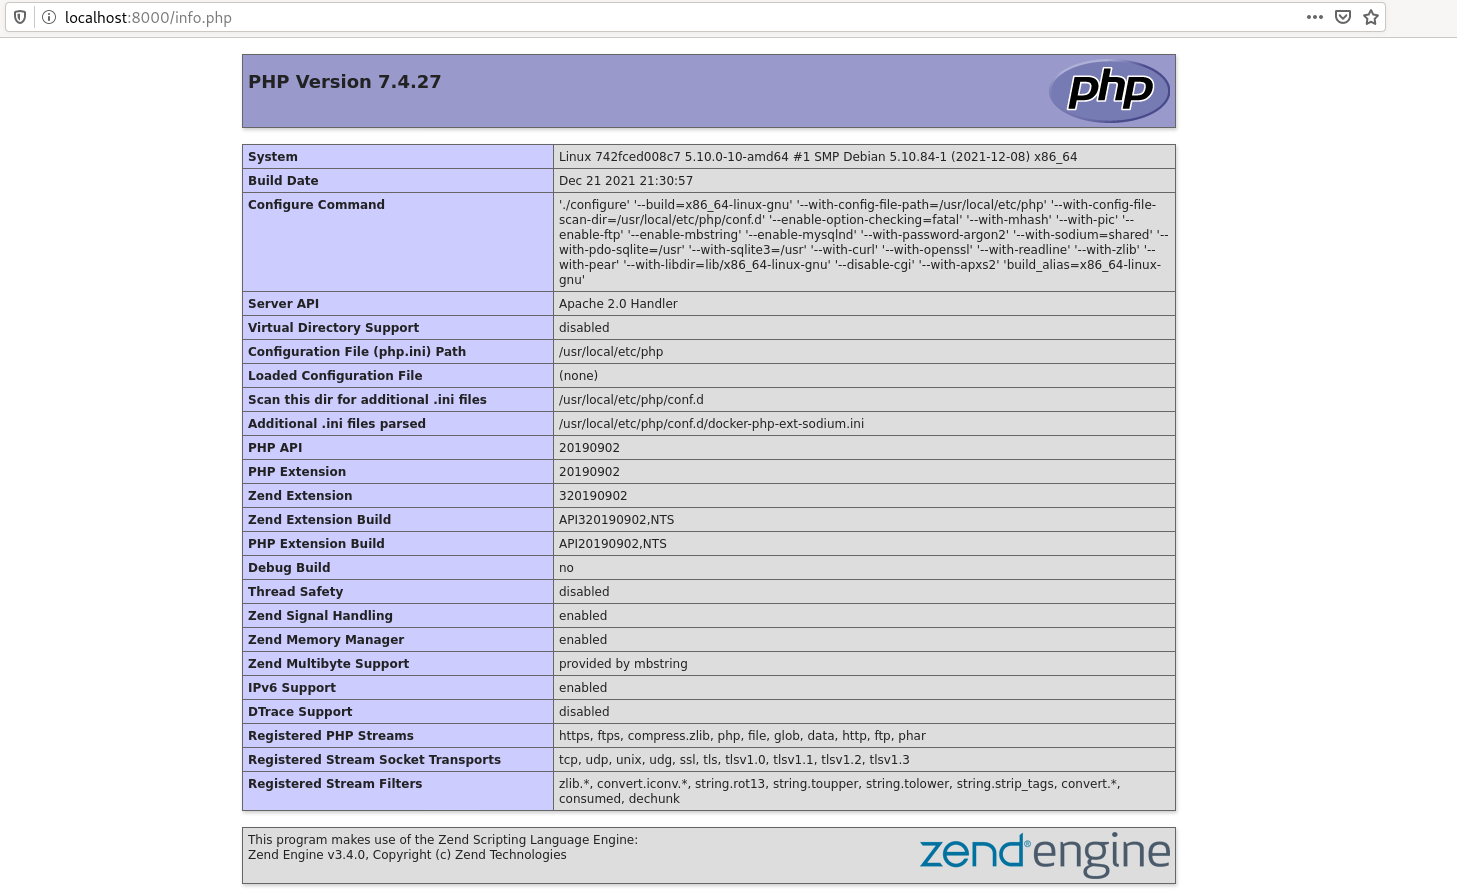 localhost:8000/info.php
PHP Version 7.4.27
php
System Linux 742fced008c7 5.10.0-10-amd64 #1 SMP Debian 5.10.84-1 (2021-12-08) x86_64
Build Date Dec 21 2021 21:30:57
Configure Command './configure' '--build=x86_64-linux-gnu' '--with-config-file-path=/usr/local/etc/php' '--with-config-file-
scan-dir=/usr/local/etc/php/conf.d' '--enable-option-checking=fatal' '--with-mhash' '--with-pic' '--
enable-ftp' '--enable-mbstring' '--enable-mysqlnd' '--with-password-argon2' '--with-sodium=shared' '--
with-pdo-sqlite=/usr' '--with-sqlite3=/usr' '--with-curl' '--with-openssl' '--with-readline' '--with-zlib' '--
with-pear' '--with-libdir=lib/x86_64-linux-gnu' '--disable-cgi' '--with-apxs2' 'build_alias=x86_64-linux-
gnu'
Server API Apache 2.0 Handler
Virtual Directory Support disabled
Configuration File (php.ini) Path /usr/local/etc/php
Loaded Configuration File (none)
Scan this dir for additional .ini files /usr/local/etc/php/conf.d
Additional .ini files parsed /usr/local/etc/php/conf.d/docker-php-ext-sodium.ini
PHP API 20190902
PHP Extension 20190902
Zend Extension 320190902
Zend Extension Build API320190902,NTS
PHP Extension Build API20190902,NTS
Debug Build no
Thread Safety disabled
Zend Signal Handling enabled
Zend Memory Manager enabled
Zend Multibyte Support provided by mbstring
IPv6 Support enabled
DTrace Support disabled
Registered PHP Streams https, ftps, compress.zlib, php, file, glob, data, http, ftp, phar
Registered Stream Socket Transports tcp, udp, unix, udg, ssl, tls, tlsv1.0, tlsv1.1, tlsv1.2, tlsv1.3
Registered Stream Filters zlib.*, convert.iconv.*, string.rot13, string.toupper, string.tolower, string.strip_tags, convert.*,
consumed, dechunk
This program makes use of the Zend Scripting Language Engine:
Zend Engine v3.4.0, Copyright (c) Zend Technologies
zend® engine